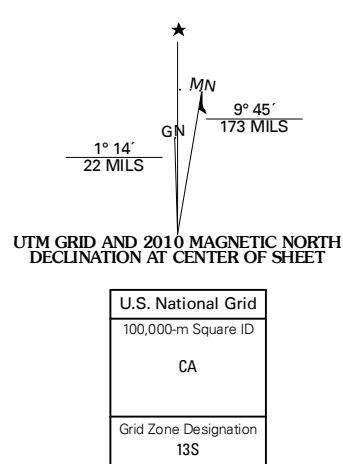 MN
GN
9° 45´
173 MILS
1° 14´
22 MILS
UTM GRID AND 2010 MAGNETIC NORTH
DECLINATION AT CENTER OF SHEET
U.S. National Grid
100,000-m Square ID
CA
Grid Zone Designation
13S